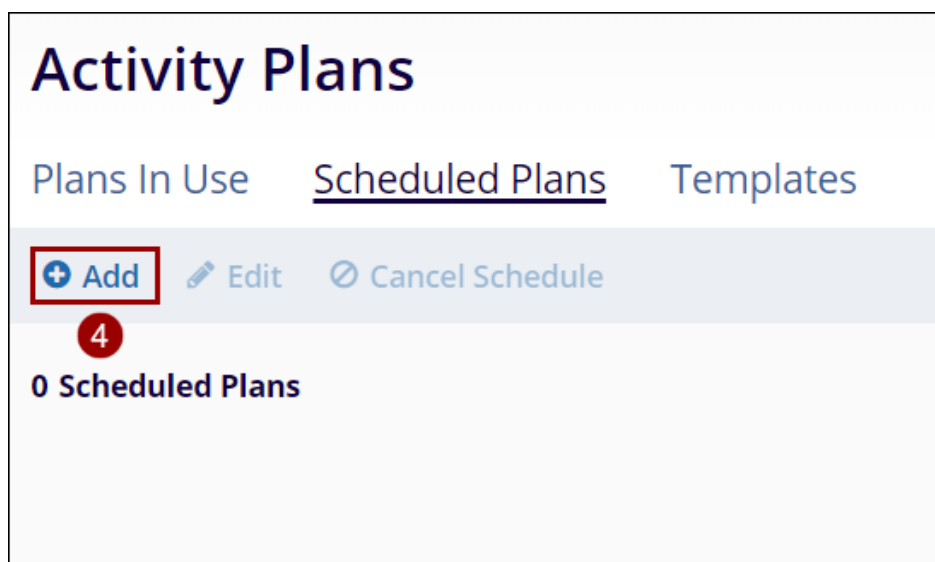 Activity Plans
Plans In Use Scheduled Plans Templates
Add Edit Cancel Schedule
4
0 Scheduled Plans